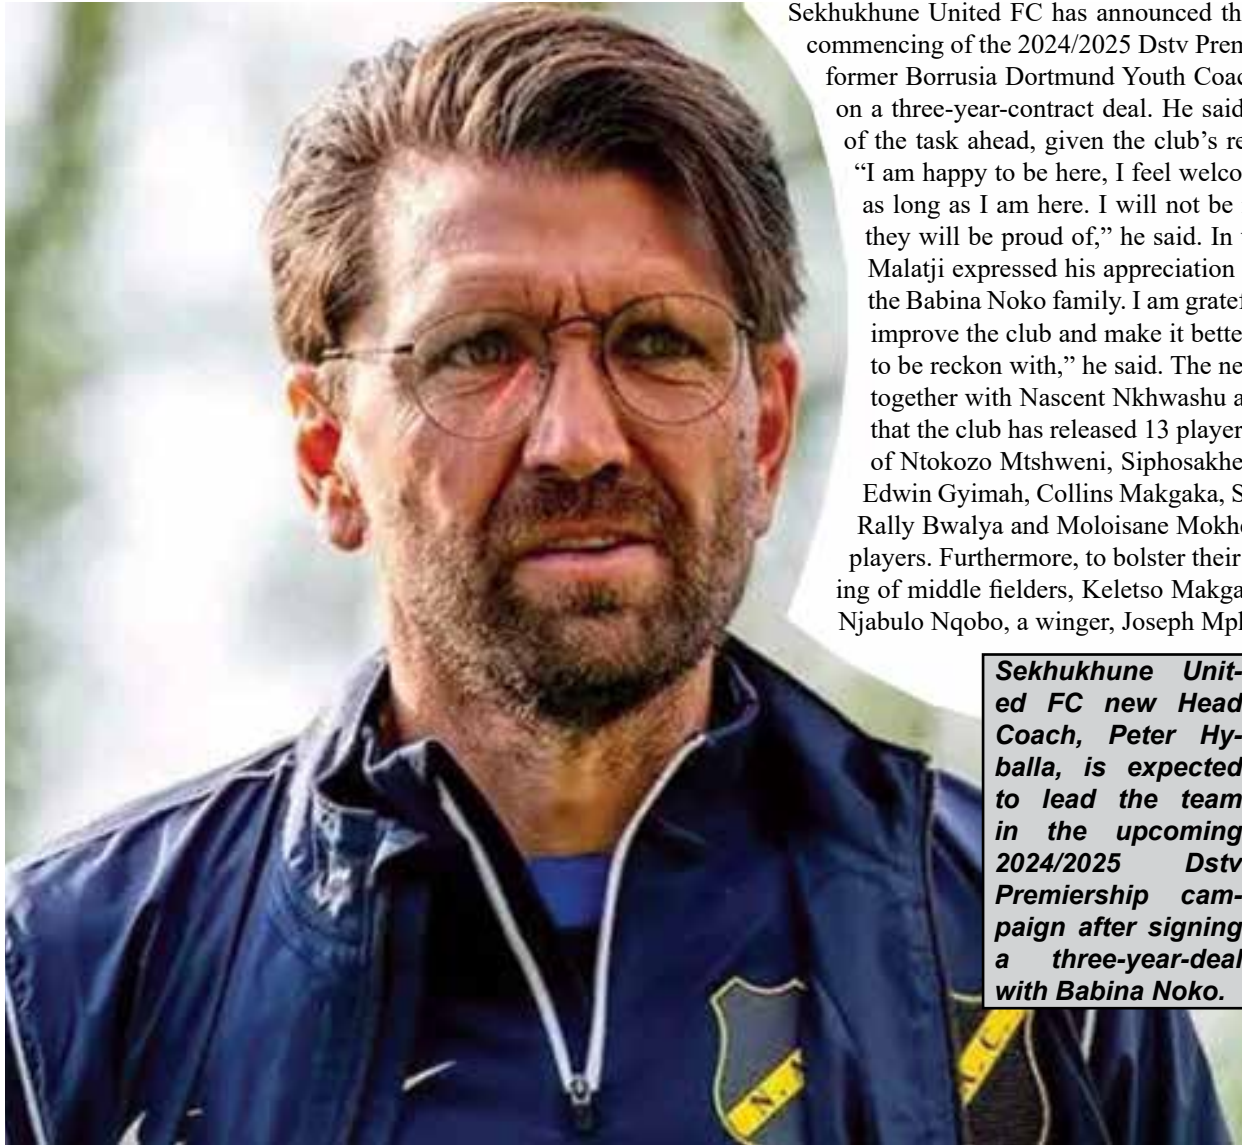 Sekhukhune United FC has announced th
commencing of the 2024/2025 Dstv Prem
former Borrusia Dortmund Youth Coac
on a three-year-contract deal. He said
of the task ahead, given the club’s re
“I am happy to be here, I feel welco
as long as I am here. I will not be
they will be proud of,” he said. In
Malatji expressed his appreciation
the Babina Noko family. I am gratef
improve the club and make it bette
to be reckon with,” he said. The ne
together with Nascent Nkhwashu a
that the club has released 13 player
of Ntokozo Mtshweni, Siphosakhe
Edwin Gyimah, Collins Makgaka, S
Rally Bwalya and Moloisane Mokho
players. Furthermore, to bolster their
ing of middle fielders, Keletso Makga
Njabulo Nqobo, a winger, Joseph Mpl
Sekhukhune Unit-
ed FC new Head
Coach, Peter Hy-
balla, is expected
to lead the team
in the upcoming
2024/2025 Dstv
Premiership cam-
paign after signing
a three-year-deal
with Babina Noko.
N.
A.C.